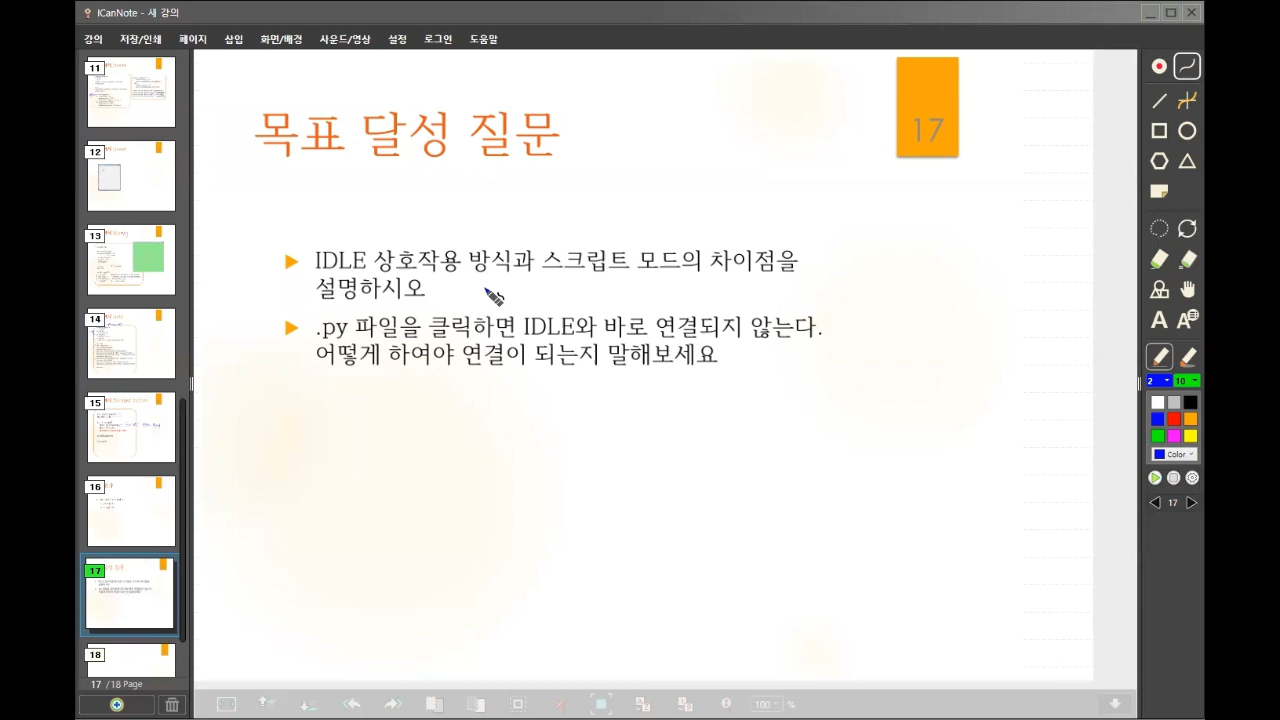 ICanNote - 새 강의
강의 저장/인쇄 페이지 삽입 화면/배경 사운드/영상 설정 로그인 도움말
11
12
13
14
15
16
17
18
17 / 18 Page
목표 달성 질문
17
IDLE 상호작용 방식과 스크립트 모드의 차이점을
설명하시오
.py 파일을 클릭하면 IDLE와 바로 연결되지 않는다.
어떻게 하여야 연결이 되는지 말해보세요
2 10
Color
17
100 %